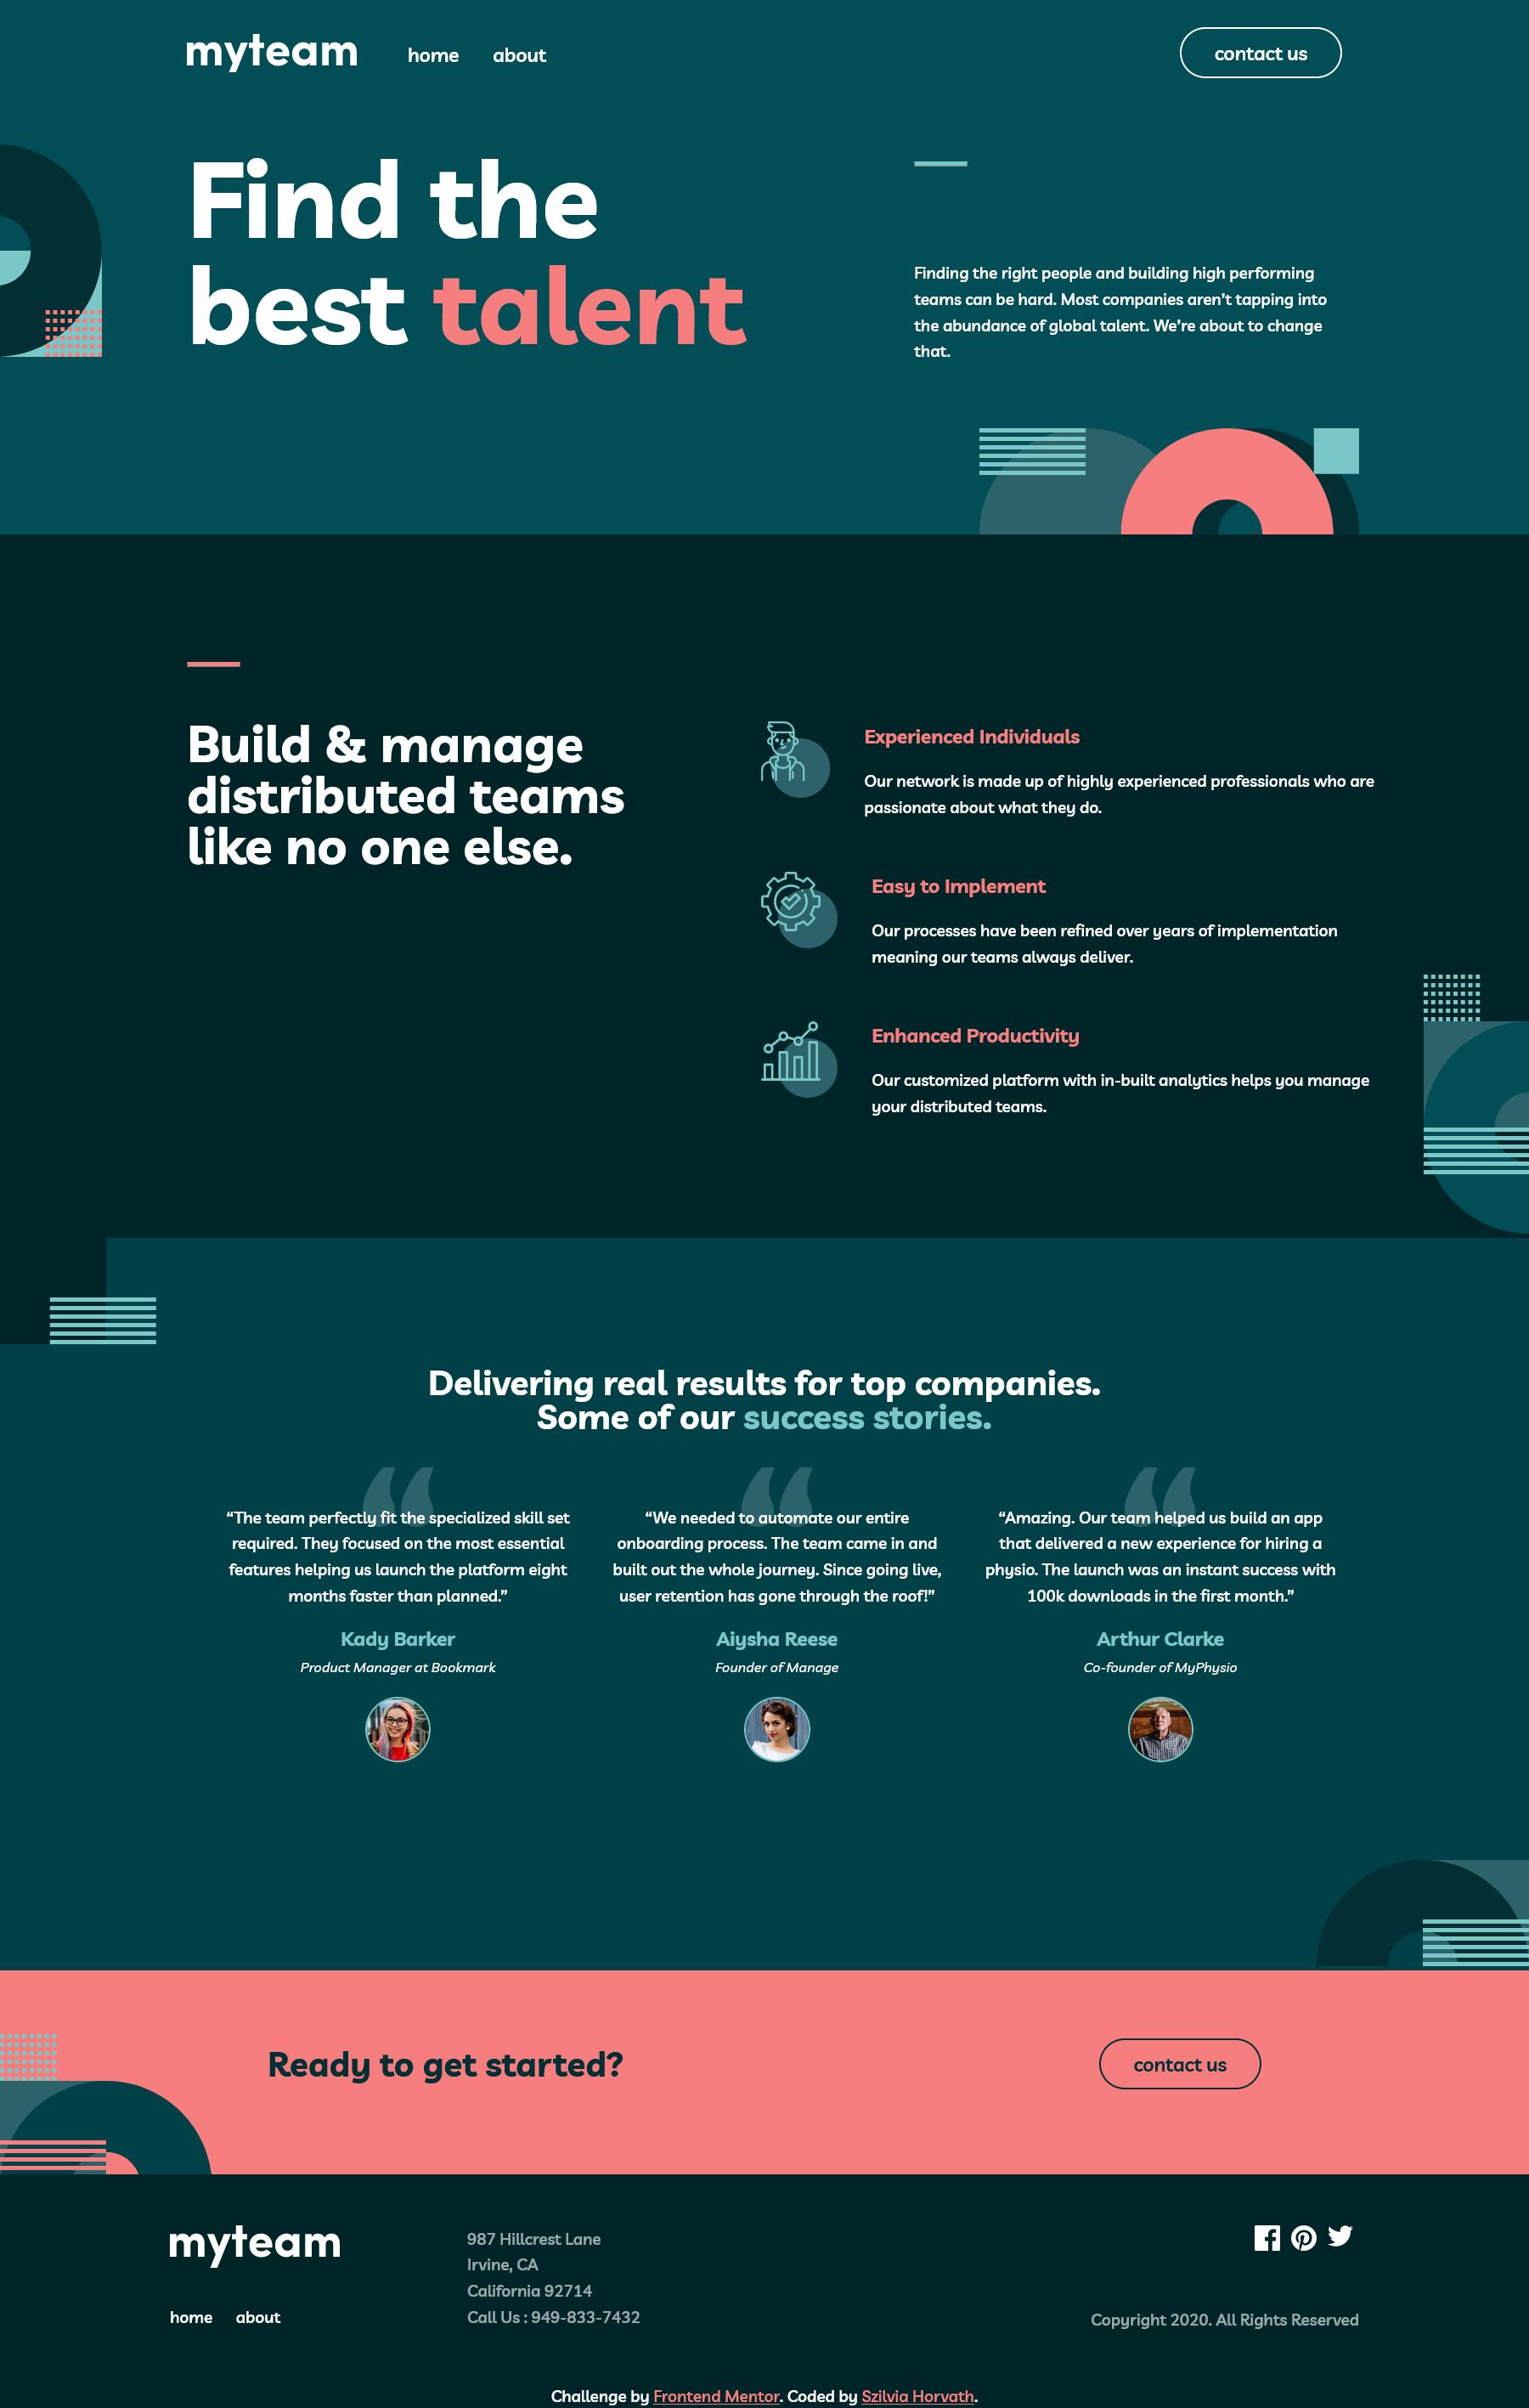 myteam home about contact us
Find the
best talent
Finding the right people and building high performing
teams can be hard. Most companies aren’t tapping into
the abundance of global talent. We’re about to change
that.
Build & manage
distributed teams
like no one else.
Experienced Individuals
Our network is made up of highly experienced professionals who are
passionate about what they do.
Easy to Implement
Our processes have been refined over years of implementation
meaning our teams always deliver.
Enhanced Productivity
Our customized platform with in-built analytics helps you manage
your distributed teams.
Delivering real results for top companies.
Some of our success stories.
“The team perfectly fit the specialized skill set
required. They focused on the most essential
features helping us launch the platform eight
months faster than planned.”
Kady Barker
Product Manager at Bookmark
“We needed to automate our entire
onboarding process. The team came in and
built out the whole journey. Since going live,
user retention has gone through the roof!”
Aiysha Reese
Founder of Manage
“Amazing. Our team helped us build an app
that delivered a new experience for hiring a
physio. The launch was an instant success with
100k downloads in the first month.”
Arthur Clarke
Co-founder of MyPhysio
Ready to get started?
contact us
myteam
home about
987 Hillcrest Lane
Irvine, CA
California 92714
Call Us : 949-833-7432
Copyright 2020. All Rights Reserved
Challenge by Frontend Mentor. Coded by Szilvia Horvath.